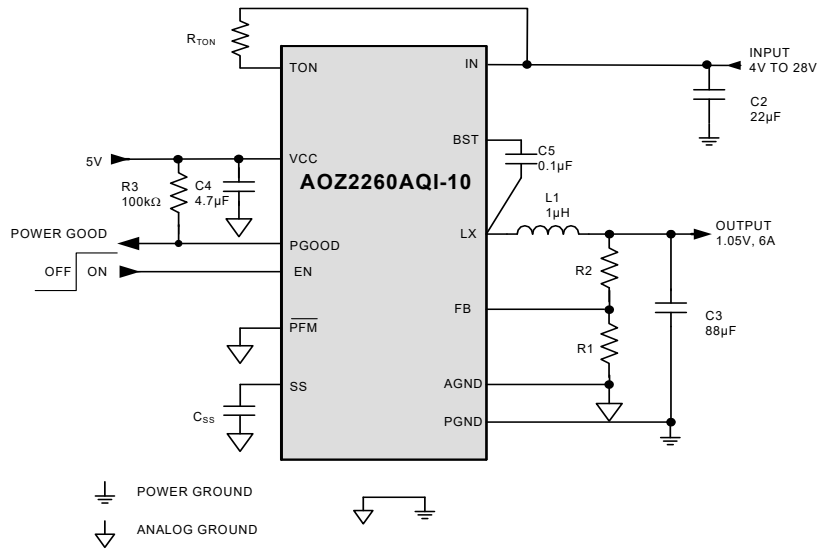 R_TON
TON
IN
INPUT
4V TO 28V
C2
22µF
BST
C5
0.1µF
5V
VCC
AOZ2260AQI-10
R3
100kΩ
C4
4.7µF
L1
1µH
LX
OUTPUT
1.05V, 6A
POWER GOOD
PGOOD
OFF
ON
EN
R2
FB
C3
88µF
PFM
R1
SS
AGND
C_SS
PGND
POWER GROUND
ANALOG GROUND